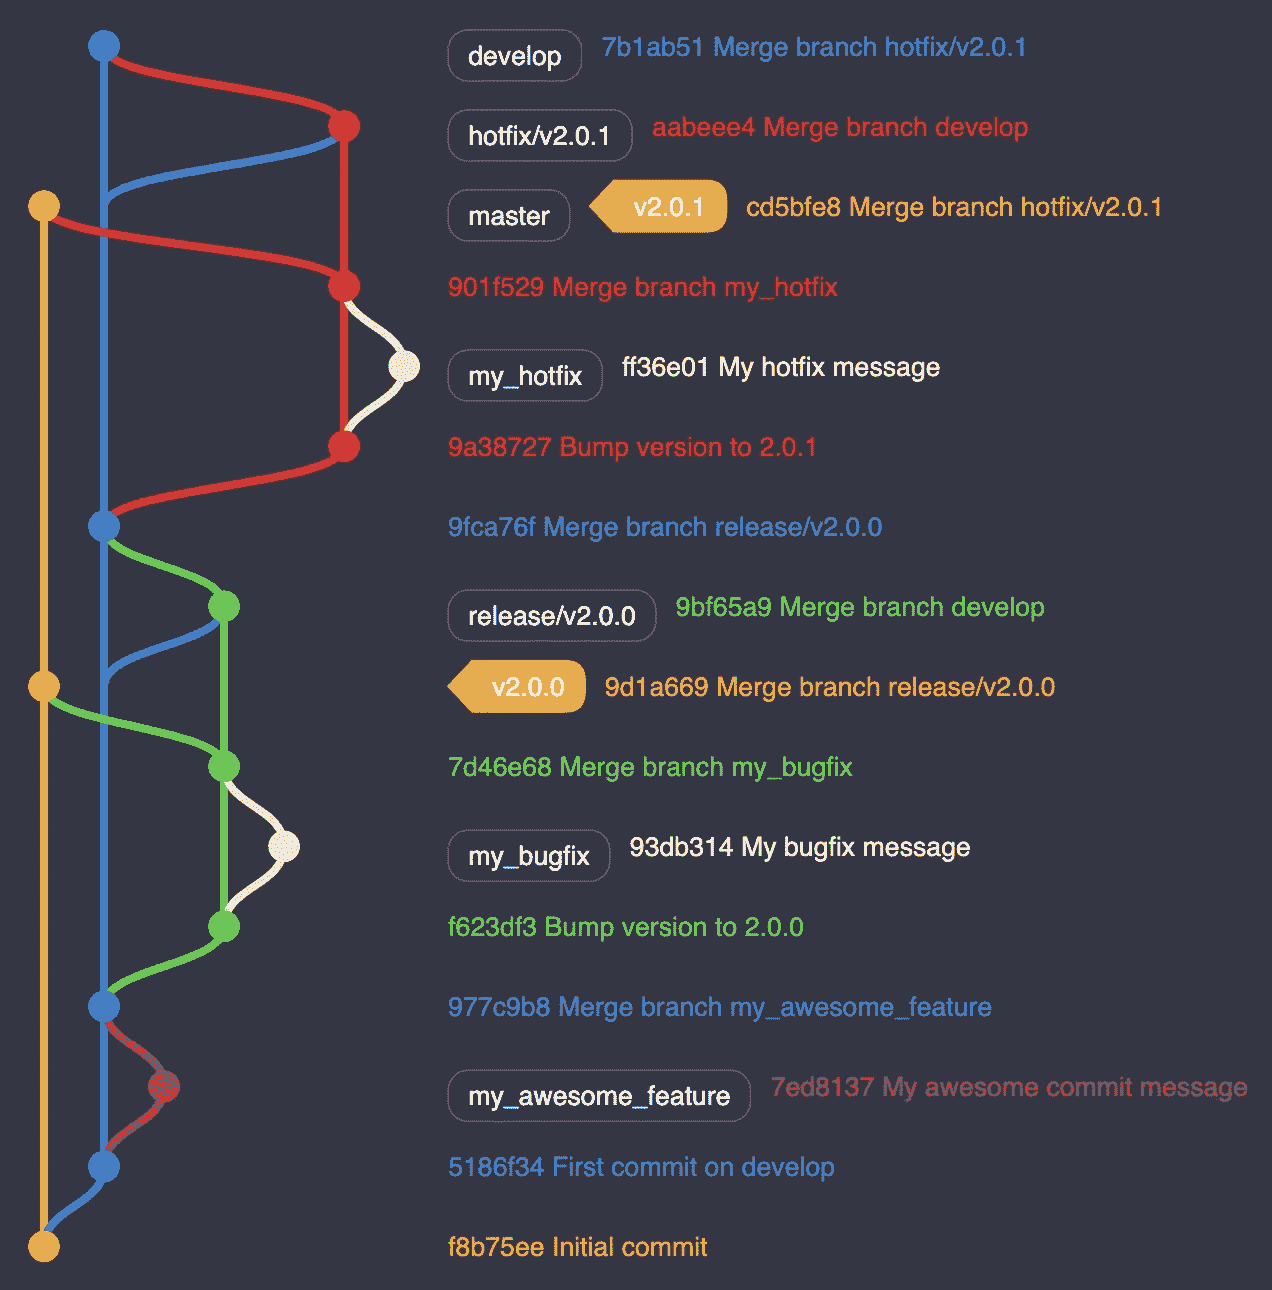 develop 7b1ab51 Merge branch hotfix/v2.0.1
hotfix/v2.0.1 aabeee4 Merge branch develop
master v2.0.1 cd5bfe8 Merge branch hotfix/v2.0.1
901f529 Merge branch my_hotfix
my_hotfix ff36e01 My hotfix message
9a38727 Bump version to 2.0.1
9fca76f Merge branch release/v2.0.0
release/v2.0.0 9bf65a9 Merge branch develop
v2.0.0 9d1a669 Merge branch release/v2.0.0
7d46e68 Merge branch my_bugfix
my_bugfix 93db314 My bugfix message
f623df3 Bump version to 2.0.0
977c9b8 Merge branch my_awesome_feature
my_awesome_feature 7ed8137 My awesome commit message
5186f34 First commit on develop
f8b75ee Initial commit